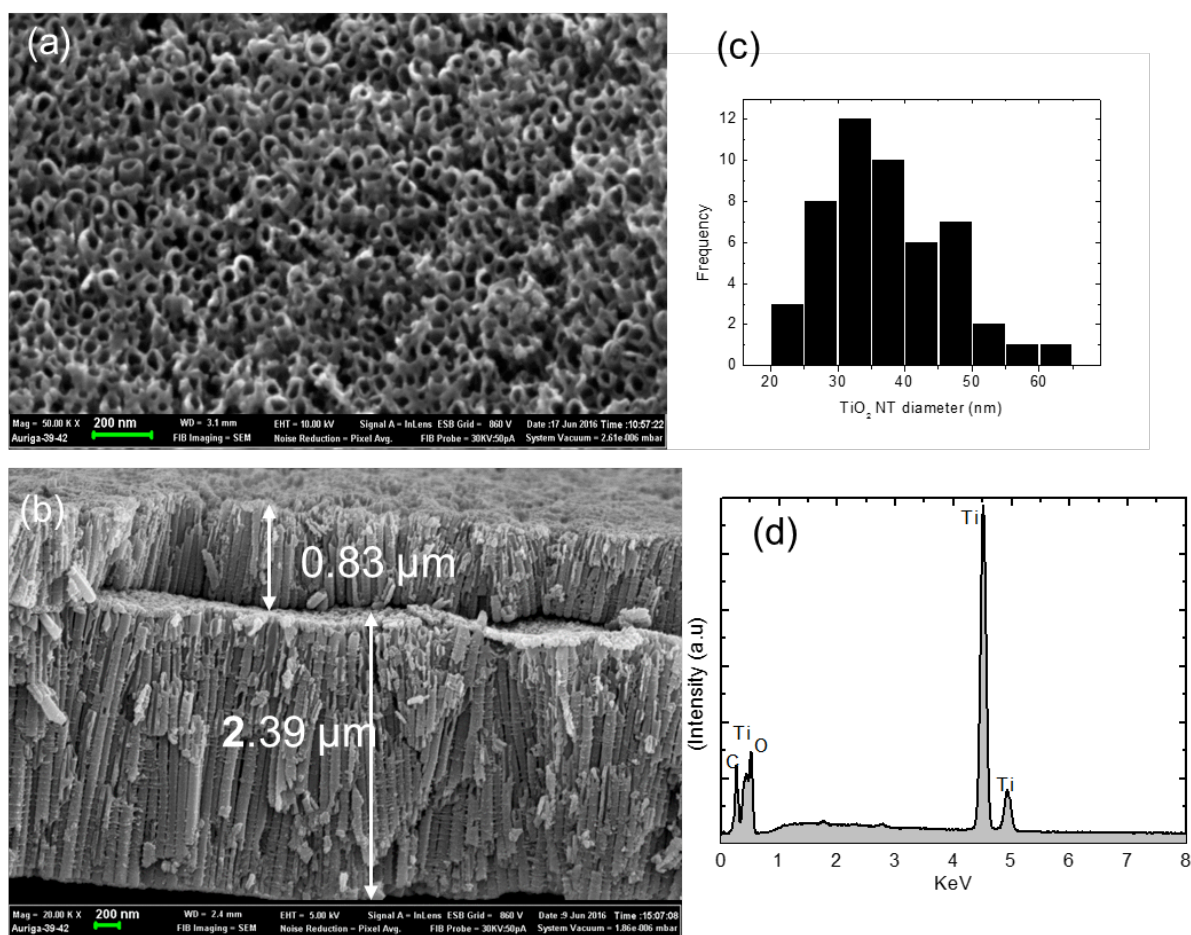 (a)
Mag = 50.00 K X 200 nm WD = 3.1 mm EHT = 10.00 kV Signal A = InLens ESB Grid = 860 V Date :17 Jun 2016 Time :10:57:22
Auriga-39-42 FIB Imaging = SEM Noise Reduction = Pixel Avg. FIB Probe = 30KV:50pA System Vacuum = 2.61e-006 mbar
(c)
12
10
8
6
4
2
0
Frequency
20 30 40 50 60
TiO2 NT diameter (nm)
(b)
0.83 µm
2.39 µm
Mag = 20.00 K X 200 nm WD = 2.4 mm EHT = 5.00 kV Signal A = InLens ESB Grid = 860 V Date :9 Jun 2016 Time :15:07:08
Auriga-39-42 FIB Imaging = SEM Noise Reduction = Pixel Avg. FIB Probe = 30KV:50pA System Vacuum = 1.86e-006 mbar
(d)
Ti
Ti
O
C
Ti
(Intensity (a.u)
0 1 2 3 4 5 6 7 8
KeV